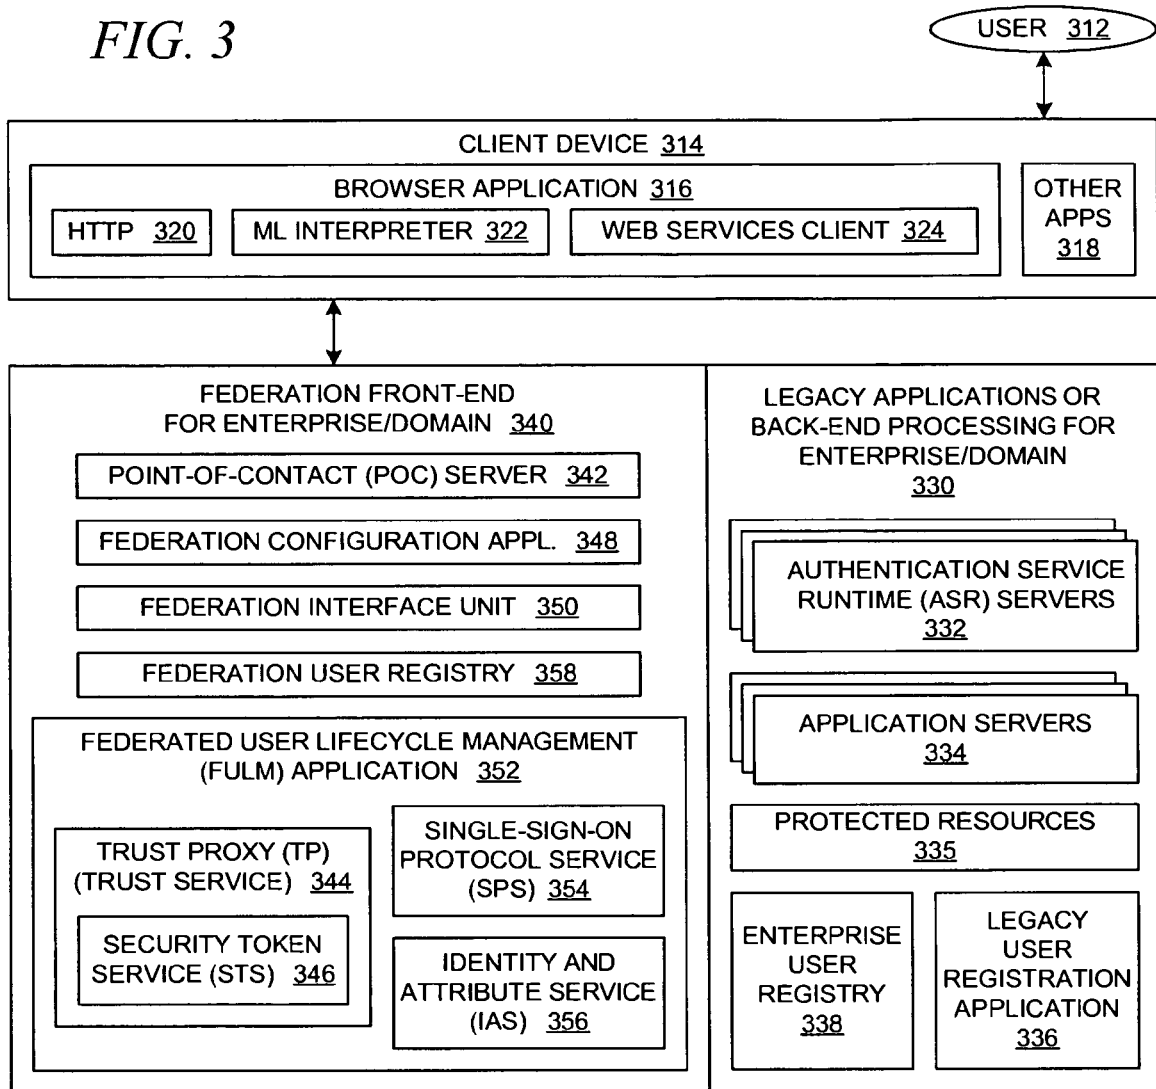 FIG. 3
USER 312
CLIENT DEVICE 314
BROWSER APPLICATION 316
HTTP 320
ML INTERPRETER 322
WEB SERVICES CLIENT 324
OTHER
APPS
318
FEDERATION FRONT-END
FOR ENTERPRISE/DOMAIN 340
POINT-OF-CONTACT (POC) SERVER 342
FEDERATION CONFIGURATION APPL. 348
FEDERATION INTERFACE UNIT 350
FEDERATION USER REGISTRY 358
FEDERATED USER LIFECYCLE MANAGEMENT
(FULM) APPLICATION 352
TRUST PROXY (TP)
(TRUST SERVICE) 344
SECURITY TOKEN
SERVICE (STS) 346
SINGLE-SIGN-ON
PROTOCOL SERVICE
(SPS) 354
IDENTITY AND
ATTRIBUTE SERVICE
(IAS) 356
LEGACY APPLICATIONS OR
BACK-END PROCESSING FOR
ENTERPRISE/DOMAIN
330
AUTHENTICATION SERVICE
RUNTIME (ASR) SERVERS
332
APPLICATION SERVERS
334
PROTECTED RESOURCES
335
ENTERPRISE
USER
REGISTRY
338
LEGACY
USER
REGISTRATION
APPLICATION
336